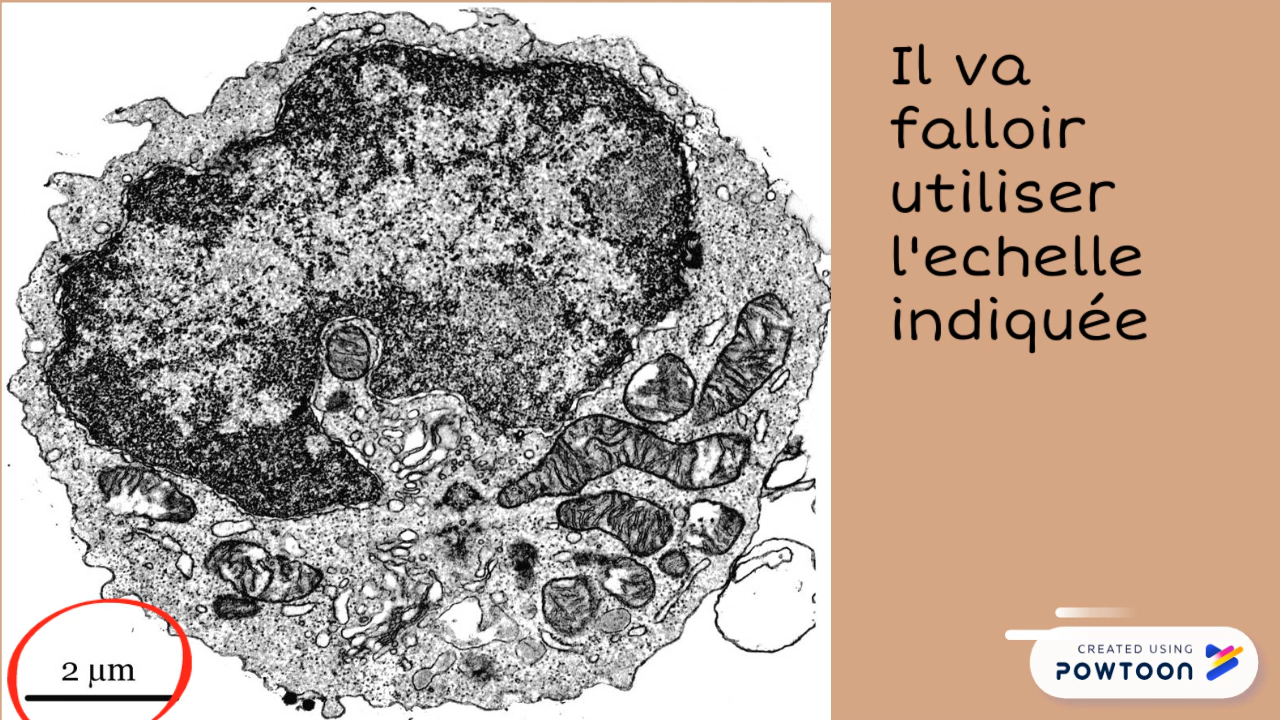 Il va
falloir
utiliser
l'echelle
indiquée
2 µm
CREATED USING
POWTOON